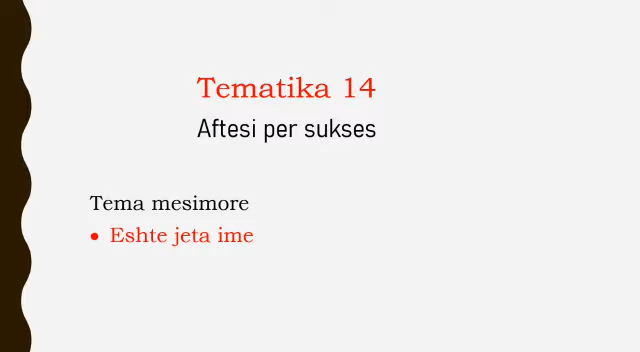 Tematika 14
Aftesi per sukses
Tema mesimore
• Eshte jeta ime